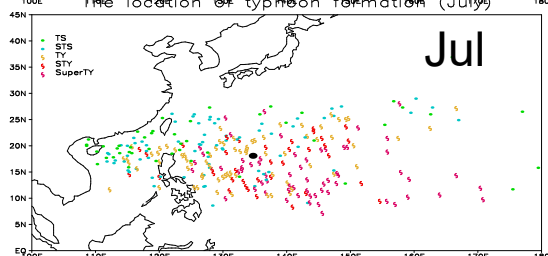 The location of typhoon formation (July)
Jul
45N
40N
35N
30N
25N
20N
15N
10N
5N
EQ
TS
STS
TY
STY
SuperTY
100E 110E 120E 130E 140E 150E 160E 170E 180